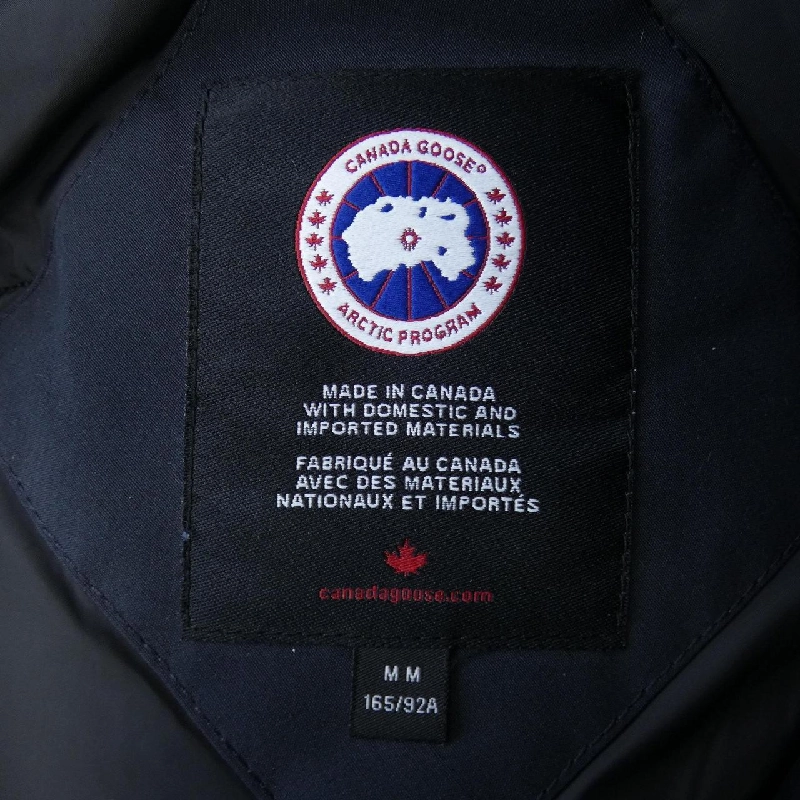 CANADA GOOSE®
ARCTIC PROGRAM
MADE IN CANADA
WITH DOMESTIC AND
IMPORTED MATERIALS
FABRIQUÉ AU CANADA
AVEC DES MATERIAUX
NATIONAUX ET IMPORTÉS
canadagoose.com
M M
165/92A